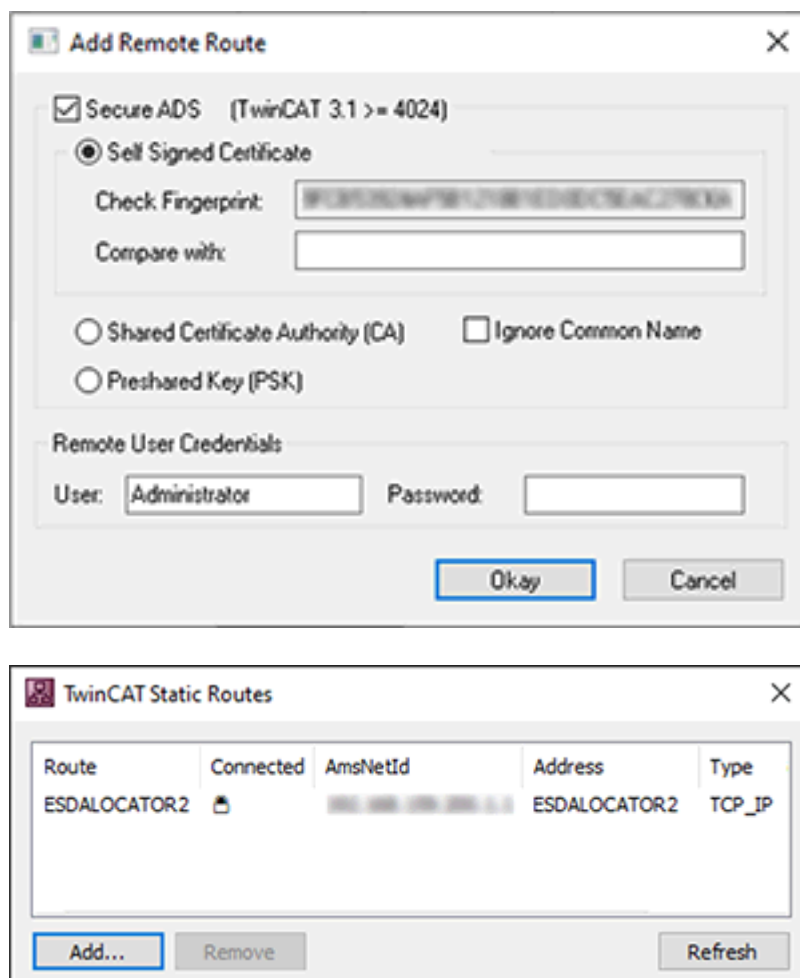 Add Remote Route
Secure ADS (TwinCAT 3.1 >= 4024)
Self Signed Certificate
Check Fingerprint:
Compare with:
Shared Certificate Authority (CA) Ignore Common Name
Preshared Key (PSK)
Remote User Credentials
User: Administrator Password:
Okay Cancel
TwinCAT Static Routes
Route Connected AmsNetId Address Type
ESDALOCATOR2 ESDALOCATOR2 TCP_IP
Add... Remove Refresh